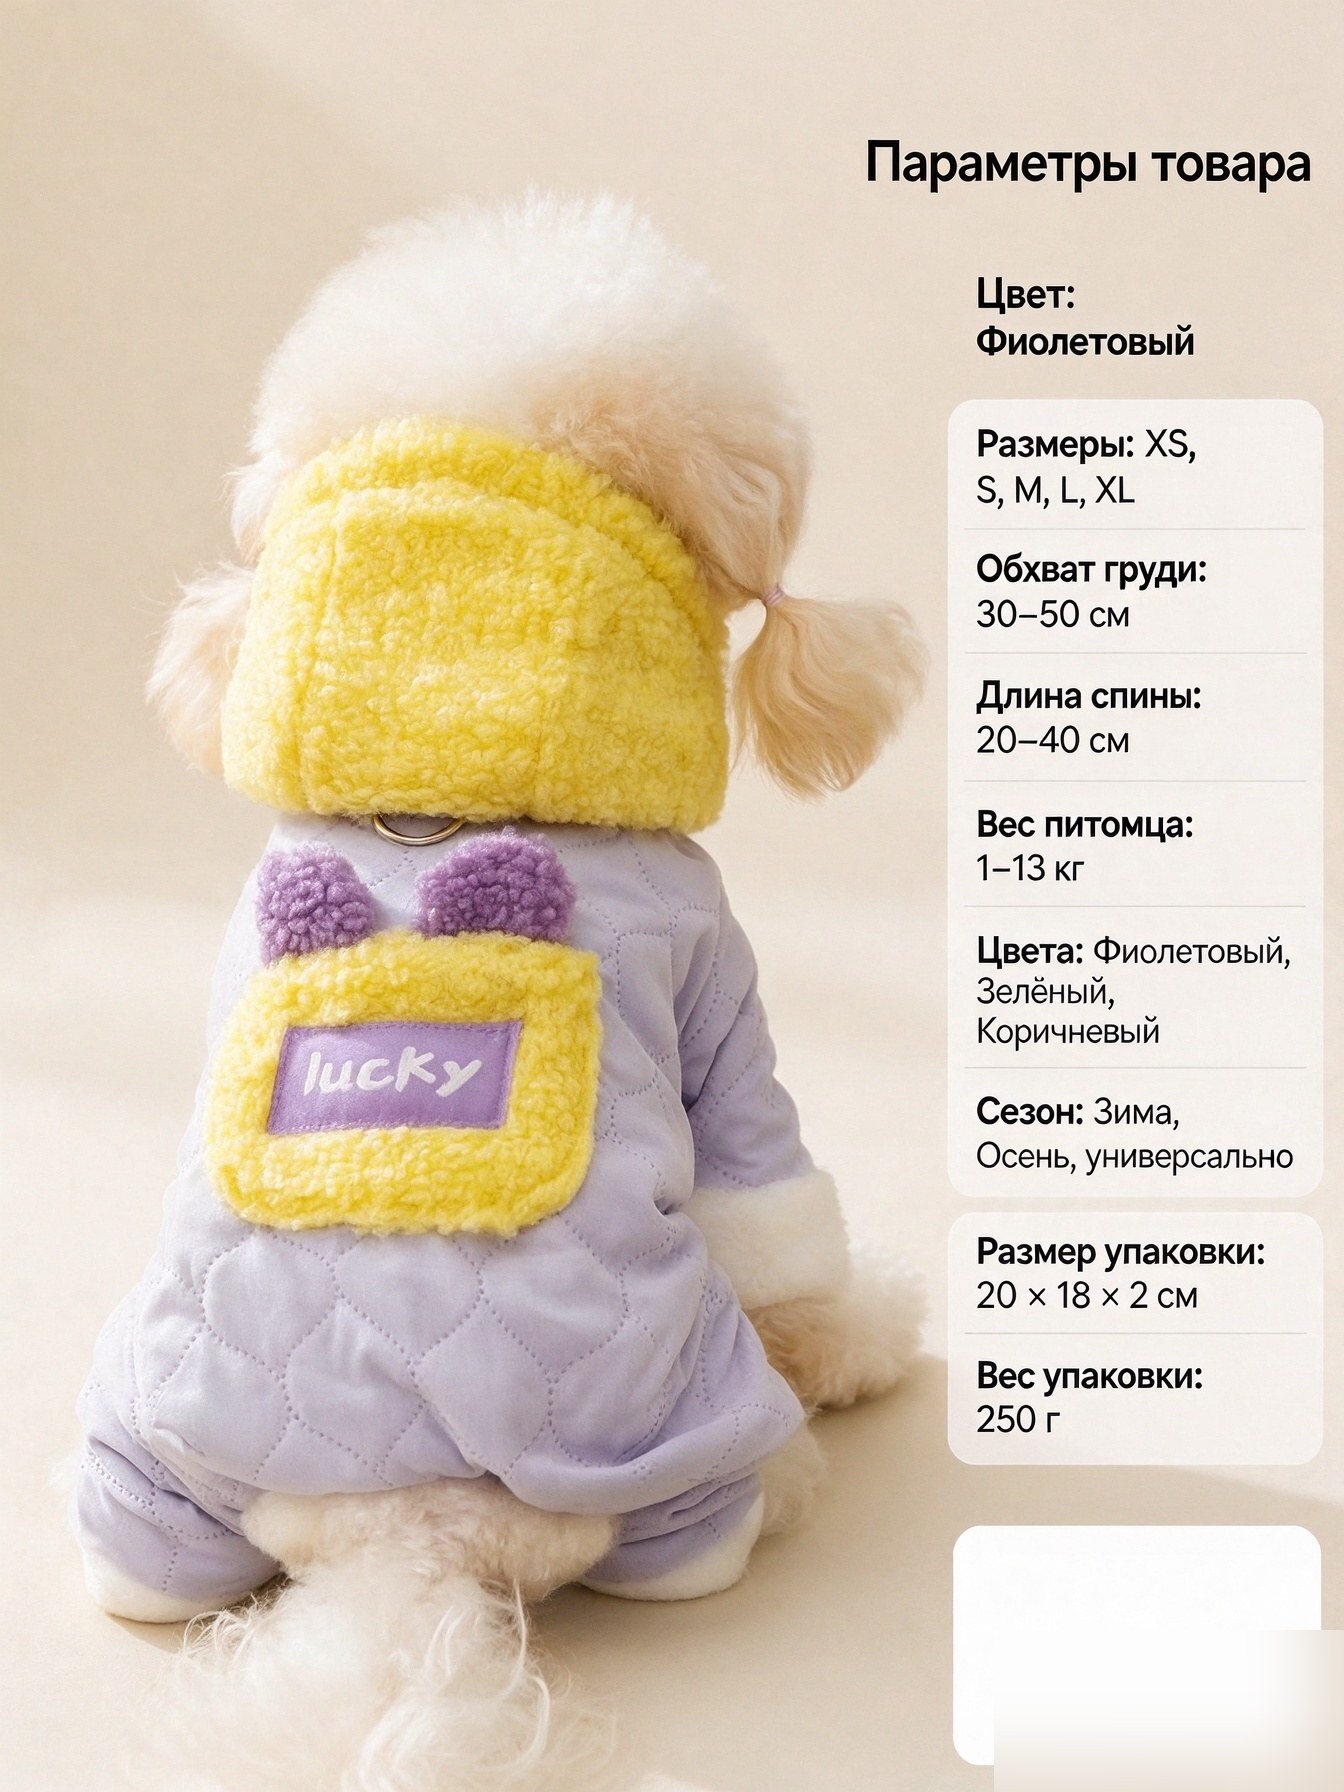 Параметры товара
Цвет:
Фиолетовый
Размеры: XS,
S, M, L, XL
Обхват груди:
30–50 см
Длина спины:
20–40 см
Вес питомца:
1–13 кг
Цвета: Фиолетовый,
Зелёный,
Коричневый
Сезон: Зима,
Осень, универсально
Размер упаковки:
20 × 18 × 2 см
Вес упаковки:
250 г
lucky